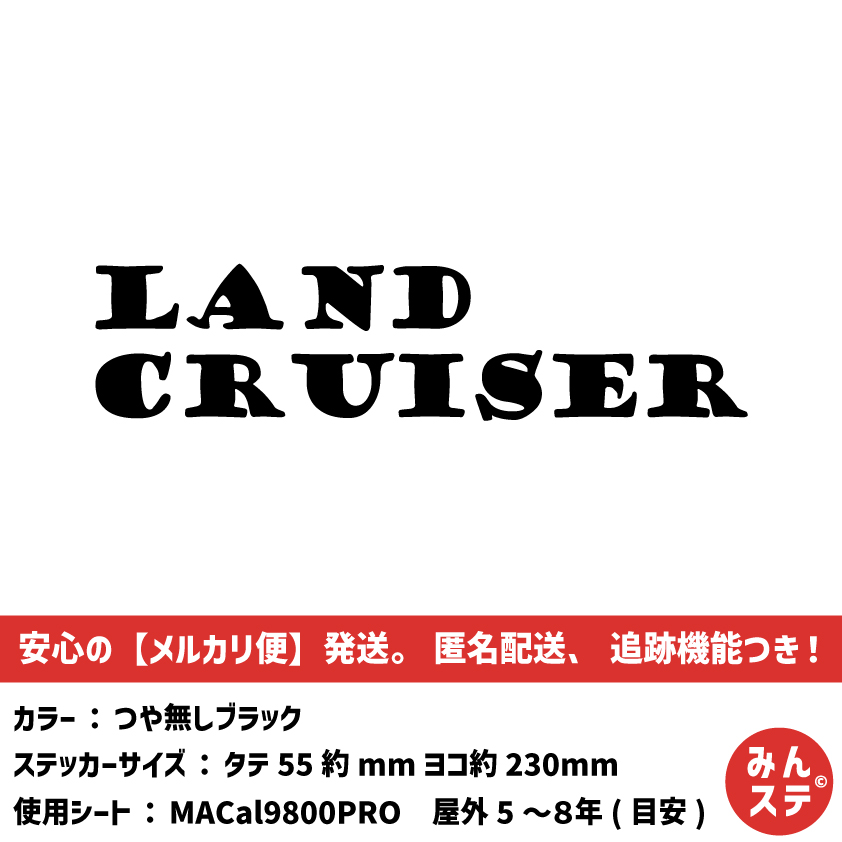 LAND
CRUISER
安心の【メルカリ便】発送。 匿名配送、 追跡機能つき！
カラー：つや無しブラック
ステッカーサイズ：タテ 55 約 mm ヨコ約 230mm
使用シート：MACal9800PRO 屋外 5 ～8年 ( 目安 )
みん
ステ©